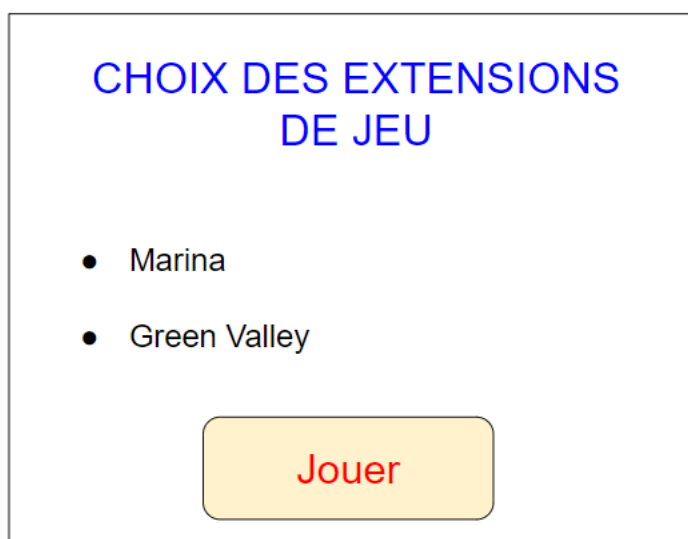 CHOIX DES EXTENSIONS
DE JEU
● Marina
● Green Valley
Jouer